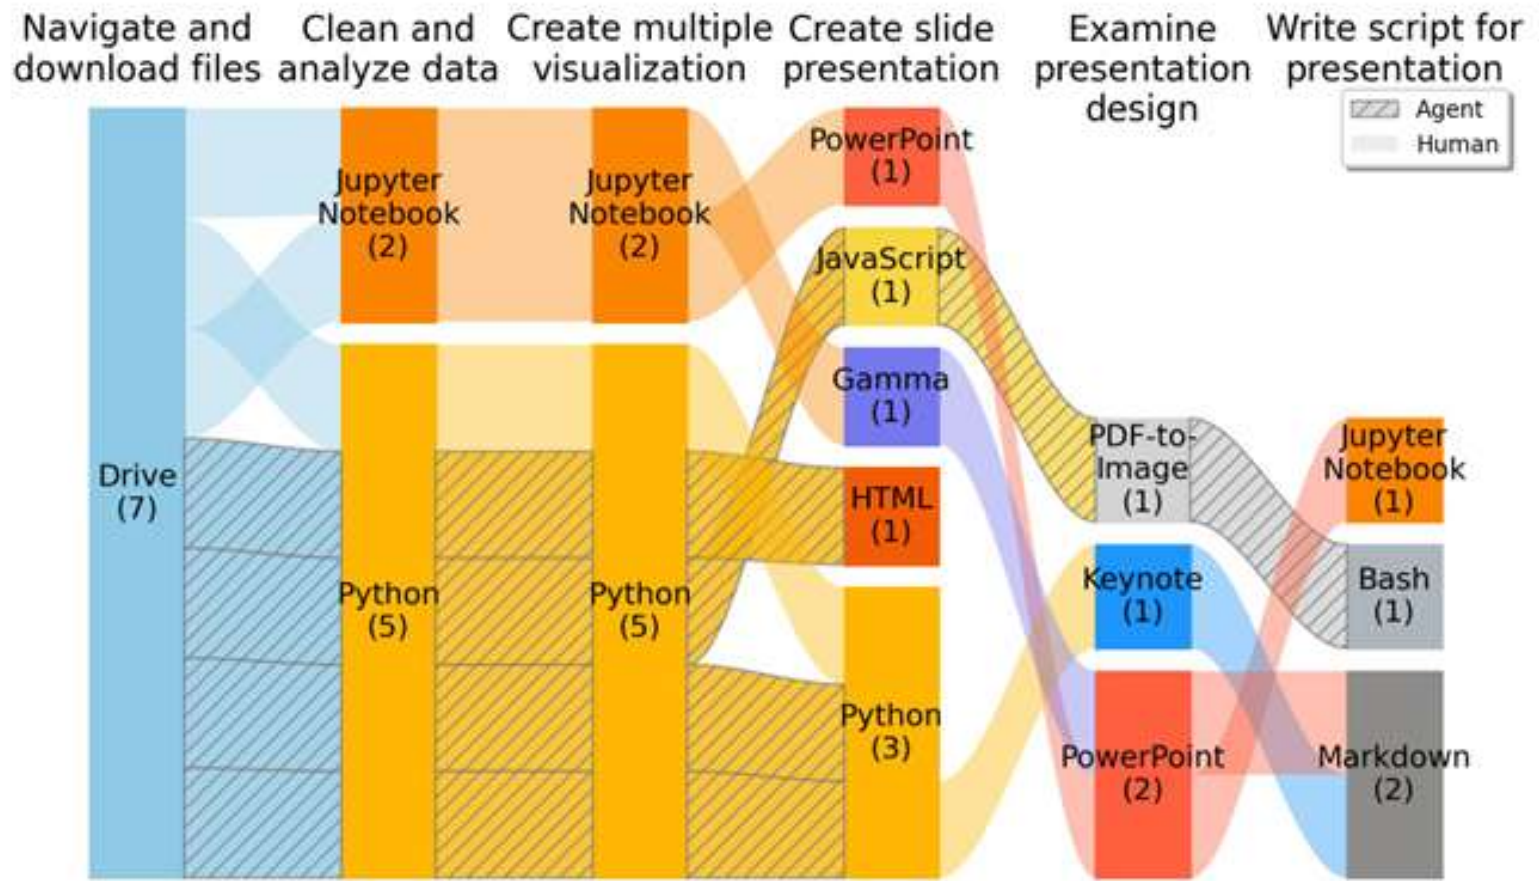 Navigate and
download files
Clean and
analyze data
Create multiple
visualization
Create slide
presentation
Examine
presentation
design
Write script for
presentation
Agent
Human
Drive
(7)
Jupyter
Notebook
(2)
Python
(5)
Jupyter
Notebook
(2)
Python
(5)
PowerPoint
(1)
JavaScript
(1)
Gamma
(1)
HTML
(1)
Python
(3)
PDF-to-
Image
(1)
Keynote
(1)
PowerPoint
(2)
Jupyter
Notebook
(1)
Bash
(1)
Markdown
(2)